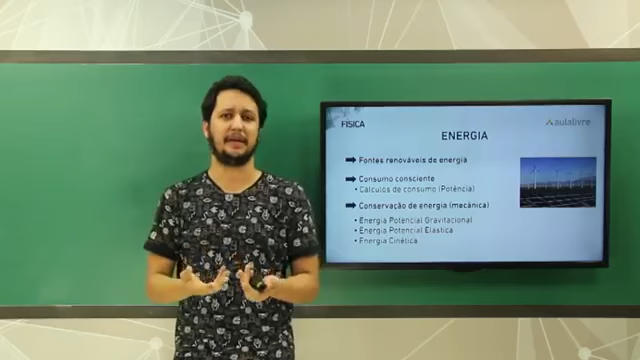 FÍSICA
aulalivre
ENERGIA
Fontes renováveis de energia
Consumo consciente
• Cálculos de consumo (Potência)
Conservação de energia (mecânica)
• Energia Potencial Gravitacional
• Energia Potencial Elástica
• Energia Cinética